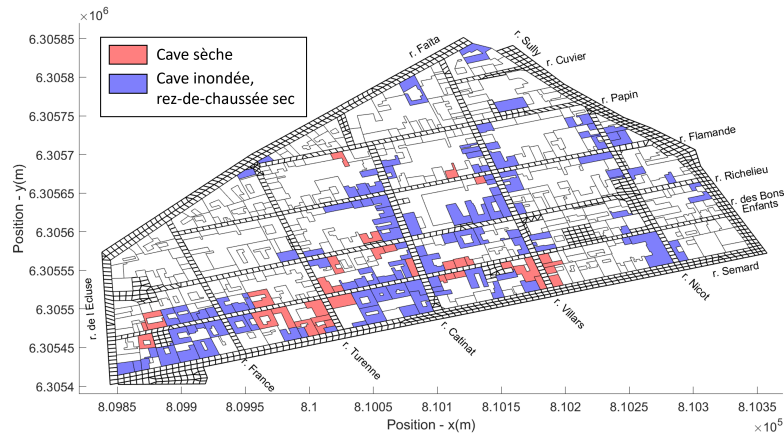 ×10⁶
6.30585
6.3058
6.30575
6.3057
6.30565
6.3056
6.30555
6.3055
6.30545
6.3054
Position - y(m)
Cave sèche
Cave inondée,
rez-de-chaussée sec
r. Faïta
r. Sully
r. Cuvier
r. Papin
r. Flamande
r. Richelieu
r. des Bons
Enfants
r. Semard
r. Nicot
r. Villars
r. Catinat
r. Turenne
r. France
r. de l Ecluse
8.0985 8.099 8.0995 8.1 8.1005 8.101 8.1015 8.102 8.1025 8.103 8.1035
Position - x(m)
×10⁵